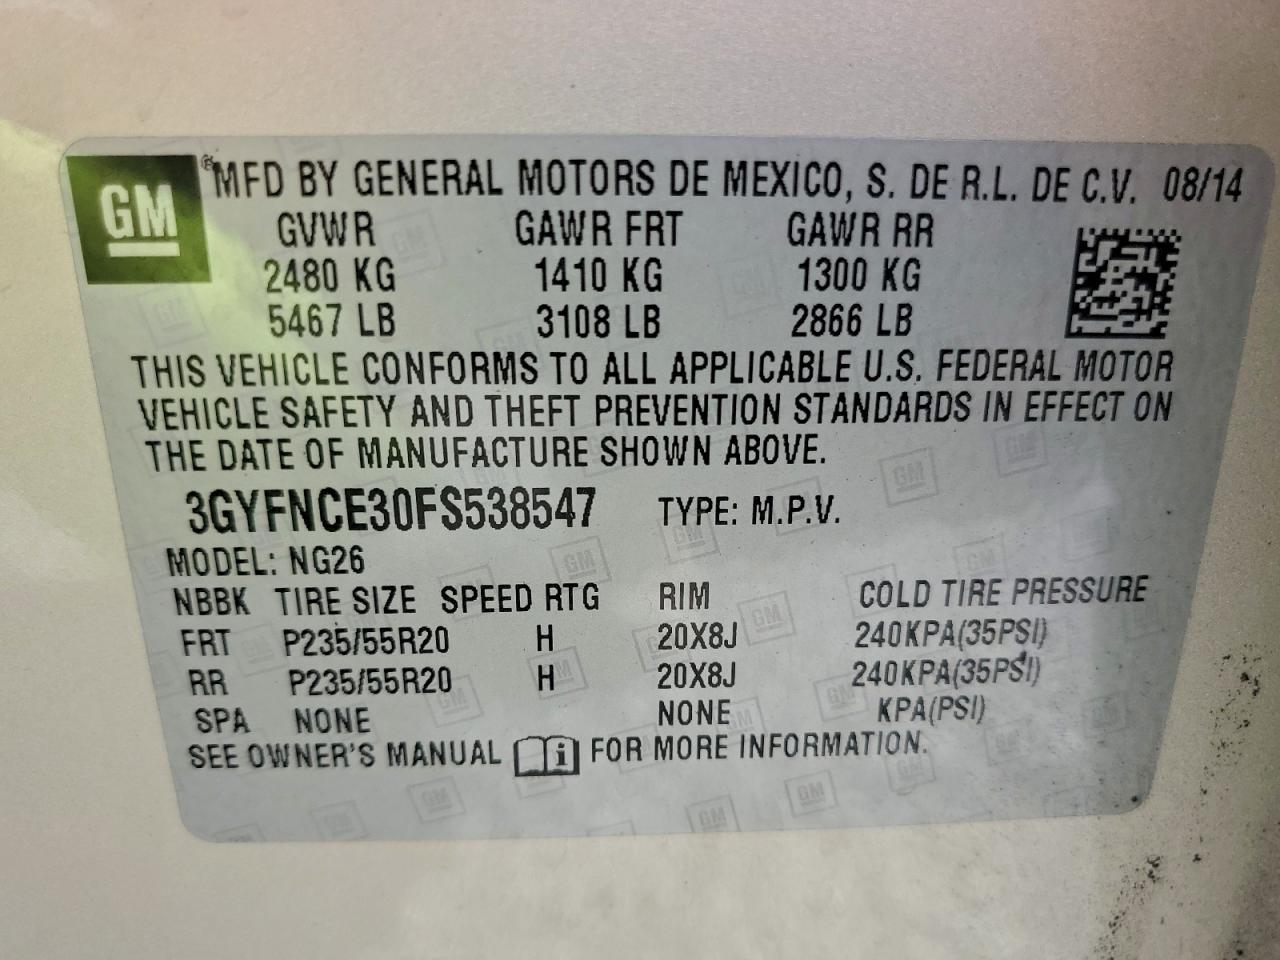 GM ® MFD BY GENERAL MOTORS DE MEXICO, S. DE R.L. DE C.V. 08/14
GVWR GAWR FRT GAWR RR
2480 KG 1410 KG 1300 KG
5467 LB 3108 LB 2866 LB
THIS VEHICLE CONFORMS TO ALL APPLICABLE U.S. FEDERAL MOTOR
VEHICLE SAFETY AND THEFT PREVENTION STANDARDS IN EFFECT ON
THE DATE OF MANUFACTURE SHOWN ABOVE.
3GYFNCE30FS538547 TYPE: M.P.V.
MODEL: NG26
NBBK TIRE SIZE SPEED RTG RIM COLD TIRE PRESSURE
FRT P235/55R20 H 20X8J 240KPA(35PSI)
RR P235/55R20 H 20X8J 240KPA(35PSI)
SPA NONE NONE KPA(PSI)
SEE OWNER'S MANUAL i FOR MORE INFORMATION.